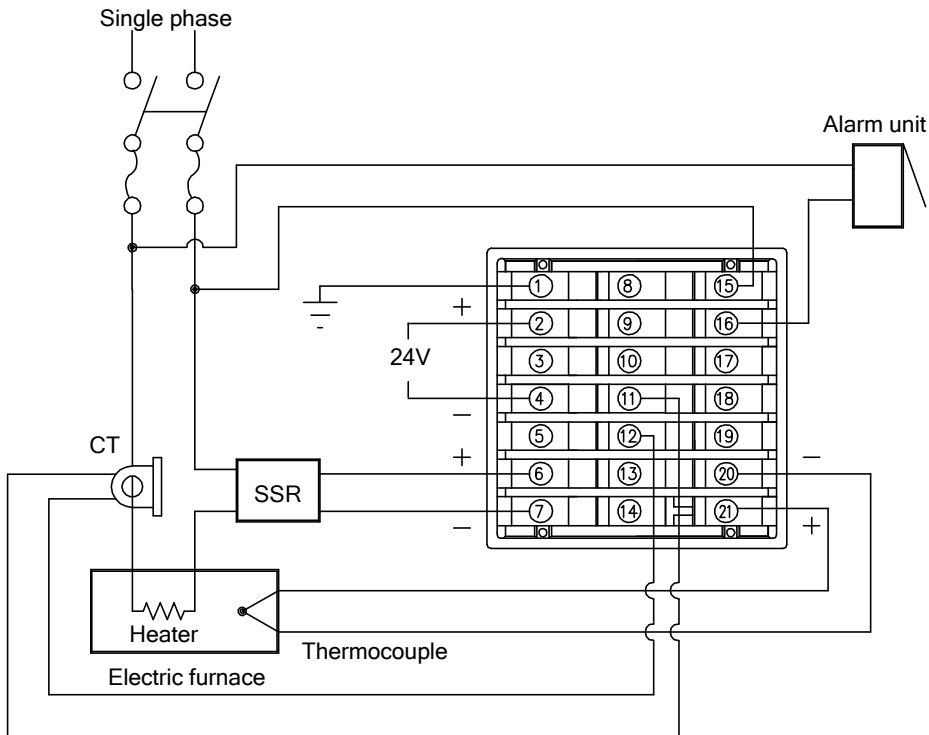 Single phase
Alarm unit
1 8 15
+
2 9 16
24V
3 10 17
4 11 18
−
5 12 19
CT
+
−
SSR
6 13 20
7 14 21
−
+
Heater
Thermocouple
Electric furnace